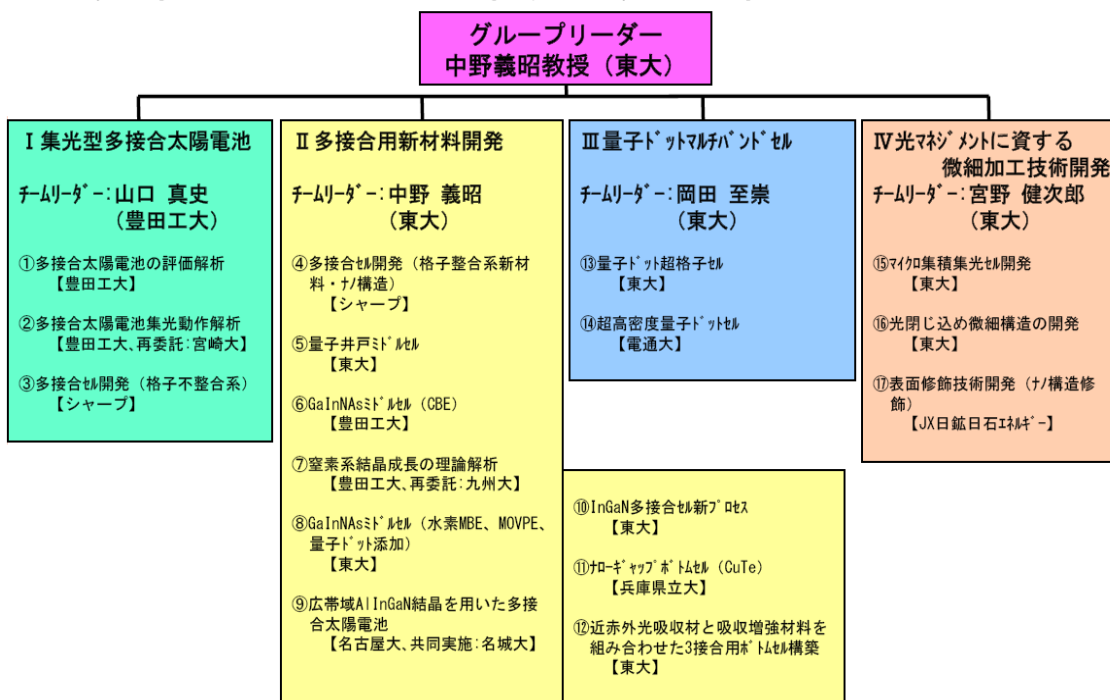 グループリーダー
中野義昭教授（東大）
Ⅰ集光型多接合太陽電池
ﾁｰﾑﾘｰﾀﾞｰ：山口 真史
（豊田工大）
①多接合太陽電池の評価解析
【豊田工大】
②多接合太陽電池集光動作解析
【豊田工大、再委託：宮崎大】
③多接合ｾﾙ開発（格子不整合系）
【シャープ】
Ⅱ多接合用新材料開発
ﾁｰﾑﾘｰﾀﾞｰ：中野 義昭
（東大）
④多接合ｾﾙ開発（格子整合系新材
料・ﾅﾉ構造）
【シャープ】
⑤量子井戸ﾐﾄﾞﾙｾﾙ
【東大】
⑥GaInNAsﾐﾄﾞﾙｾﾙ（CBE）
【豊田工大】
⑦窒素系結晶成長の理論解析
【豊田工大、再委託：九州大】
⑧GaInNAsﾐﾄﾞﾙｾﾙ（水素MBE、MOVPE、
量子ﾄﾞｯﾄ添加）
【東大】
⑨広帯域AlInGaN結晶を用いた多接
合太陽電池
【名古屋大、共同実施：名城大】
⑩InGaN多接合ｾﾙ新ﾌﾟﾛｾｽ
【東大】
⑪ﾅﾛｰｷﾞｬｯﾌﾟﾎﾞﾄﾑｾﾙ（CuTe）
【兵庫県立大】
⑫近赤外光吸収材と吸収増強材料を
組み合わせた3接合用ﾎﾞﾄﾑｾﾙ構築
【東大】
Ⅲ量子ﾄﾞｯﾄﾏﾙﾁﾊﾞﾝﾄﾞｾﾙ
ﾁｰﾑﾘｰﾀﾞｰ：岡田 至崇
（東大）
⑬量子ﾄﾞｯﾄ超格子ｾﾙ
【東大】
⑭超高密度量子ﾄﾞｯﾄｾﾙ
【電通大】
Ⅳ光ﾏﾈｼﾞﾒﾝﾄに資する
微細加工技術開発
ﾁｰﾑﾘｰﾀﾞｰ：宮野 健次郎
（東大）
⑮ﾏｲｸﾛ集積集光ｾﾙ開発
【東大】
⑯光閉じ込め微細構造の開発
【東大】
⑰表面修飾技術開発（ﾅﾉ構造修
飾）
【JX日鉱日石ｴﾈﾙｷﾞｰ】